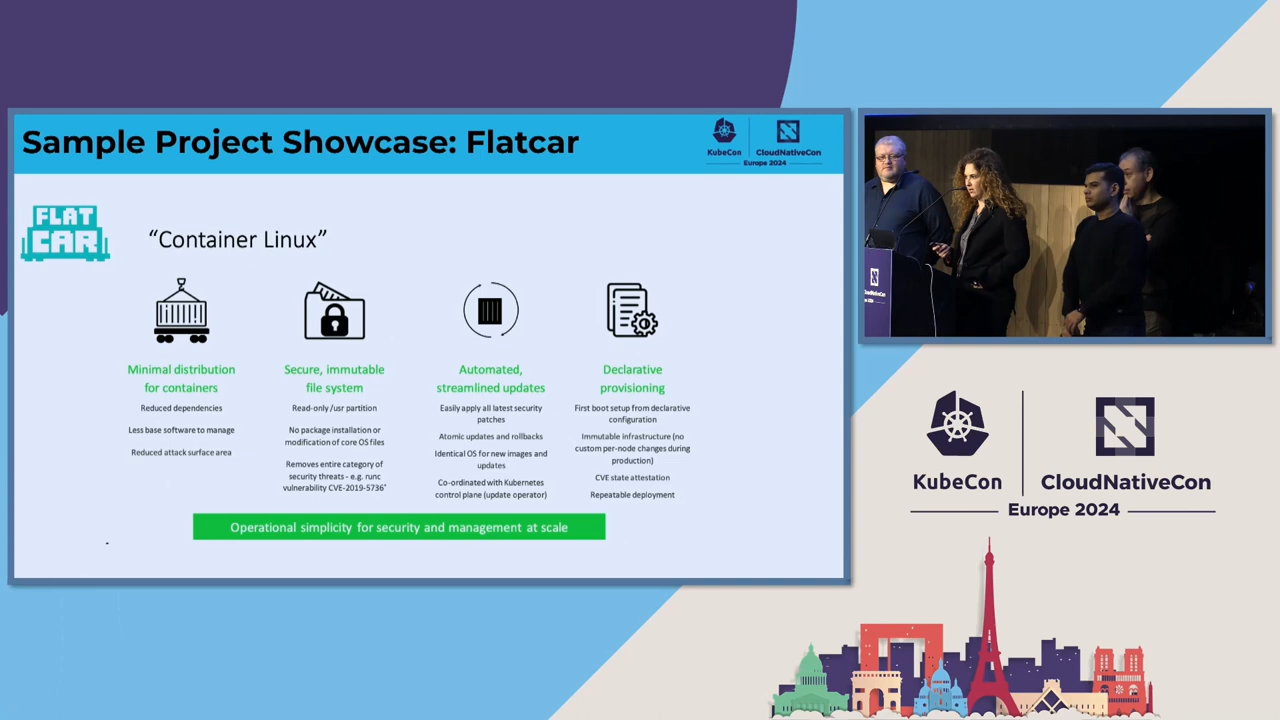 Sample Project Showcase: Flatcar
KubeCon
CloudNativeCon
Europe 2024
FLAT
CAR
“Container Linux”
Minimal distribution
for containers
Reduced dependencies
Less base software to manage
Reduced attack surface area
Secure, immutable
file system
Read-only /usr partition
No package installation or
modification of core OS files
Removes entire category of
security threats - e.g. runc
vulnerability CVE-2019-5736"
Automated,
streamlined updates
Easily apply all latest security
patches
Atomic updates and rollbacks
Identical OS for new images and
updates
Co-ordinated with Kubernetes
control plane (update operator)
Declarative
provisioning
First boot setup from declarative
configuration
Immutable infrastructure (no
custom per-node changes during
production)
CVE state attestation
Repeatable deployment
Operational simplicity for security and management at scale
KubeCon
CloudNativeCon
Europe 2024